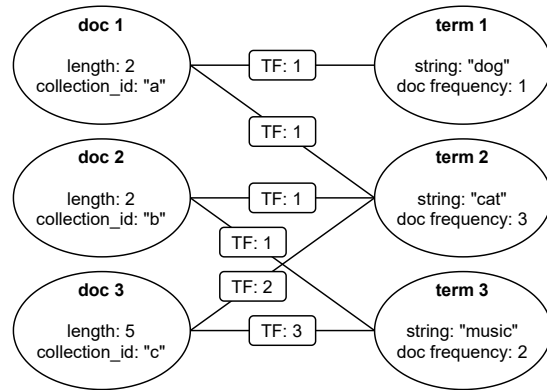 doc 1
length: 2
collection_id: "a"
TF: 1
term 1
string: "dog"
doc frequency: 1
TF: 1
doc 2
length: 2
collection_id: "b"
TF: 1
term 2
string: "cat"
doc frequency: 3
TF: 1
TF: 2
doc 3
length: 5
collection_id: "c"
TF: 3
term 3
string: "music"
doc frequency: 2